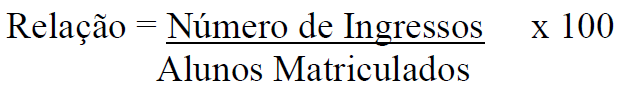 Relação = Número de Ingressos x 100
Alunos Matriculados